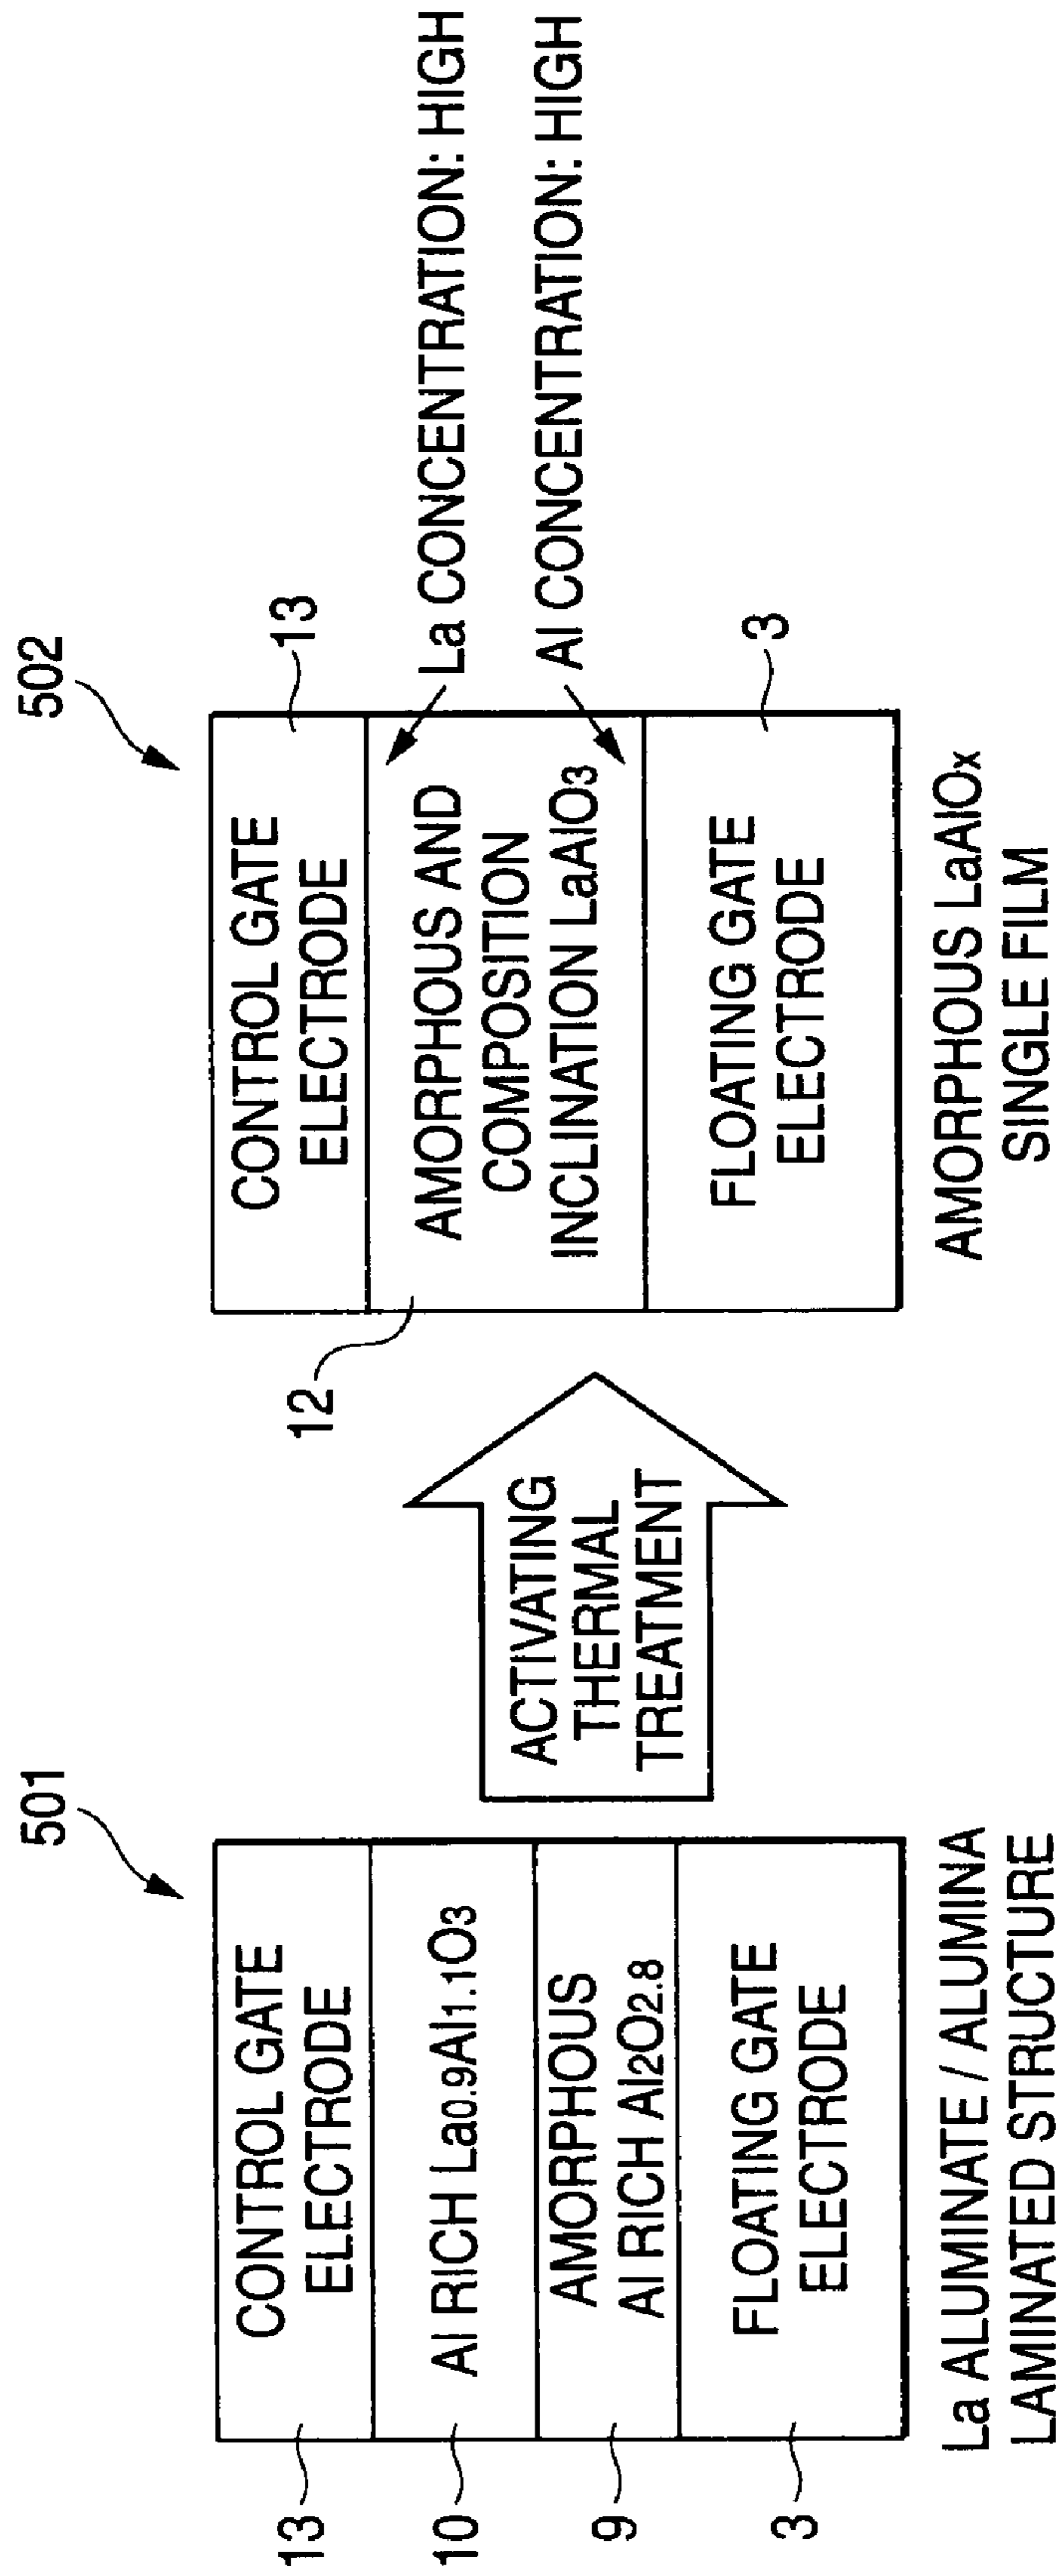 501
CONTROL GATE
ELECTRODE
13
Al RICH La0.9Al1.1O3
10
AMORPHOUS
Al RICH Al2O2.8
9
FLOATING GATE
ELECTRODE
3
La ALUMINATE / ALUMINA
LAMINATED STRUCTURE
ACTIVATING
THERMAL
TREATMENT
502
CONTROL GATE
ELECTRODE
13
12
AMORPHOUS AND
COMPOSITION
INCLINATION LaAlO3
La CONCENTRATION: HIGH
Al CONCENTRATION: HIGH
FLOATING GATE
ELECTRODE
3
AMORPHOUS LaAlOx
SINGLE FILM